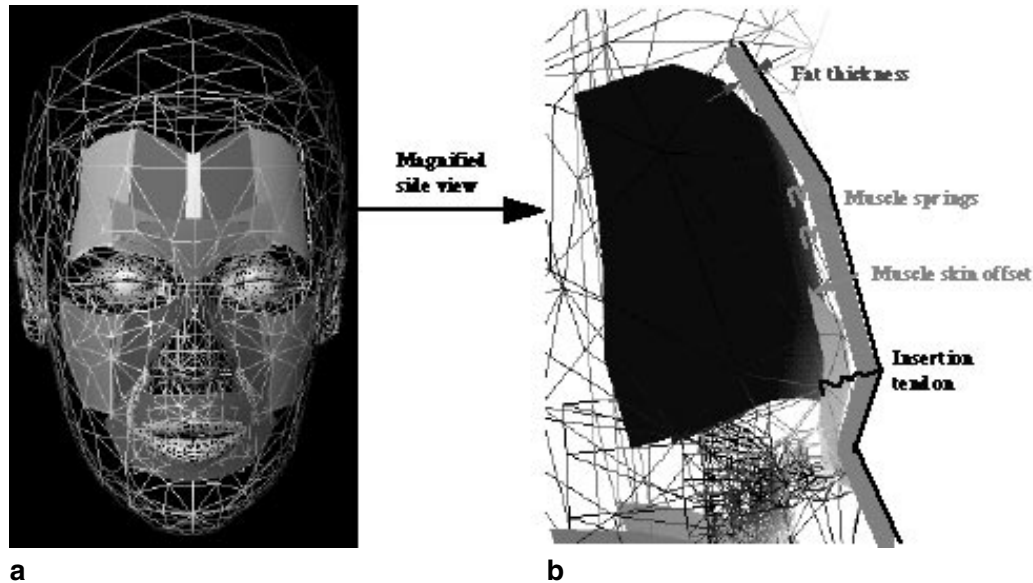 Magnified
side view
Fat thickness
Muscle springs
Muscle skin offset
Insertion
tendon
a
b